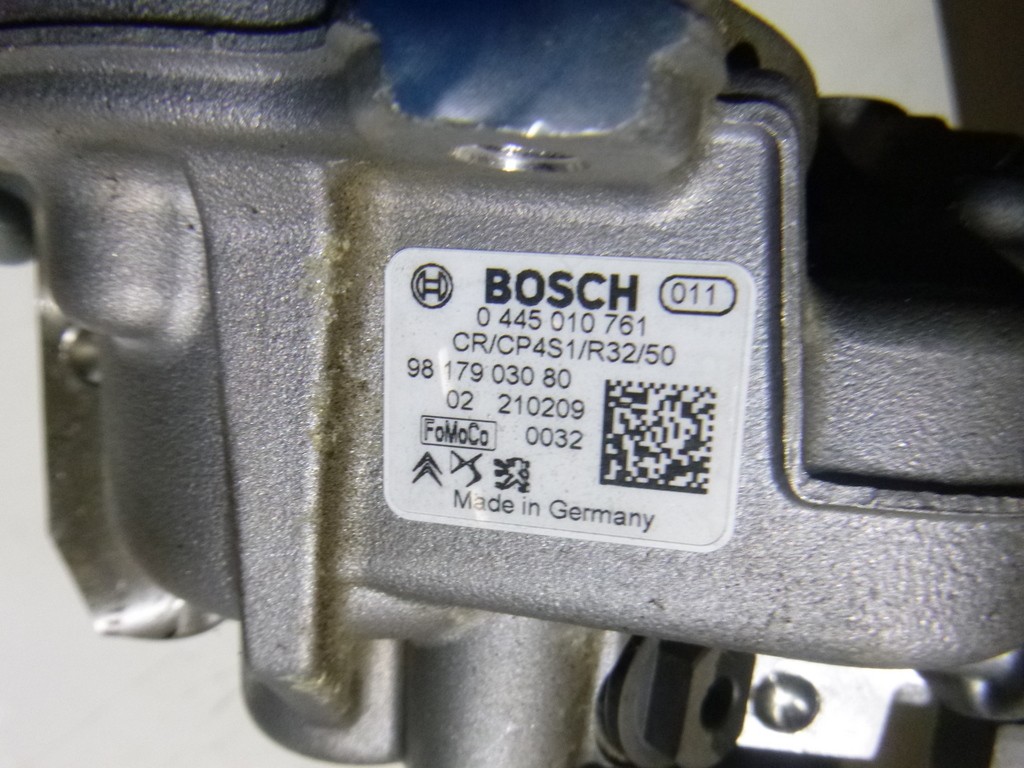 BOSCH 011
0 445 010 761
CR/CP4S1/R32/50
98 179 030 80
02 210209
FoMoCo 0032
Made in Germany